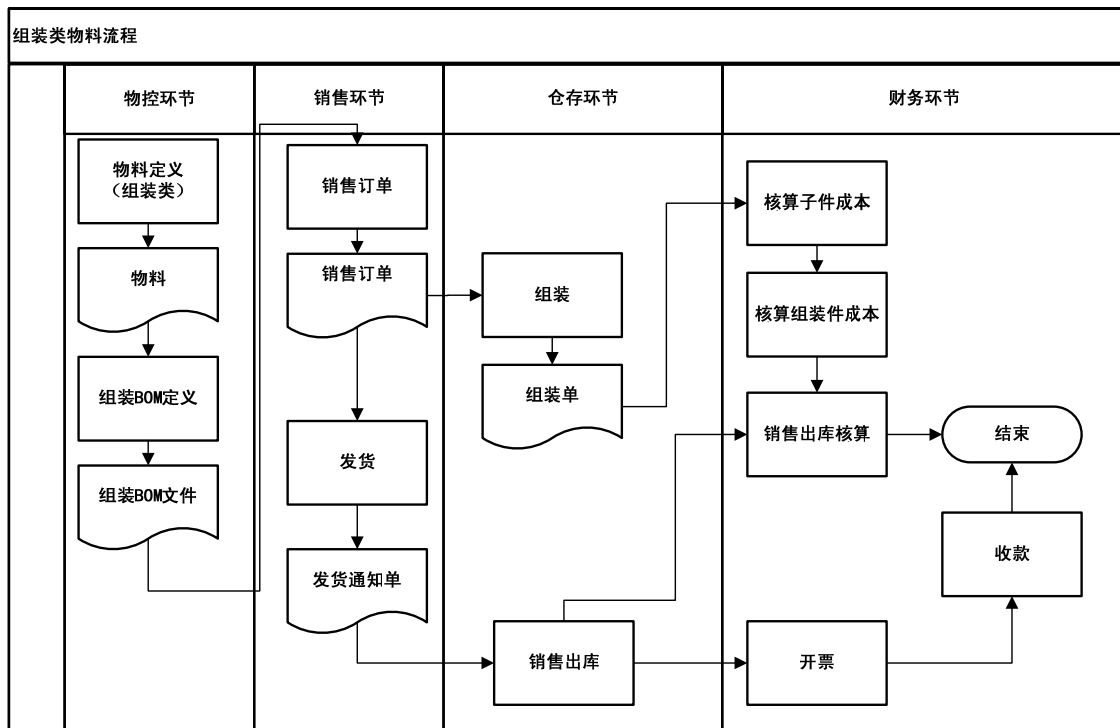 组装类物料流程
物控环节
销售环节
仓存环节
财务环节
物料定义
（组装类）
物料
组装BOM定义
组装BOM文件
销售订单
销售订单
发货
发货通知单
组装
组装单
销售出库
核算子件成本
核算组装件成本
销售出库核算
开票
结束
收款